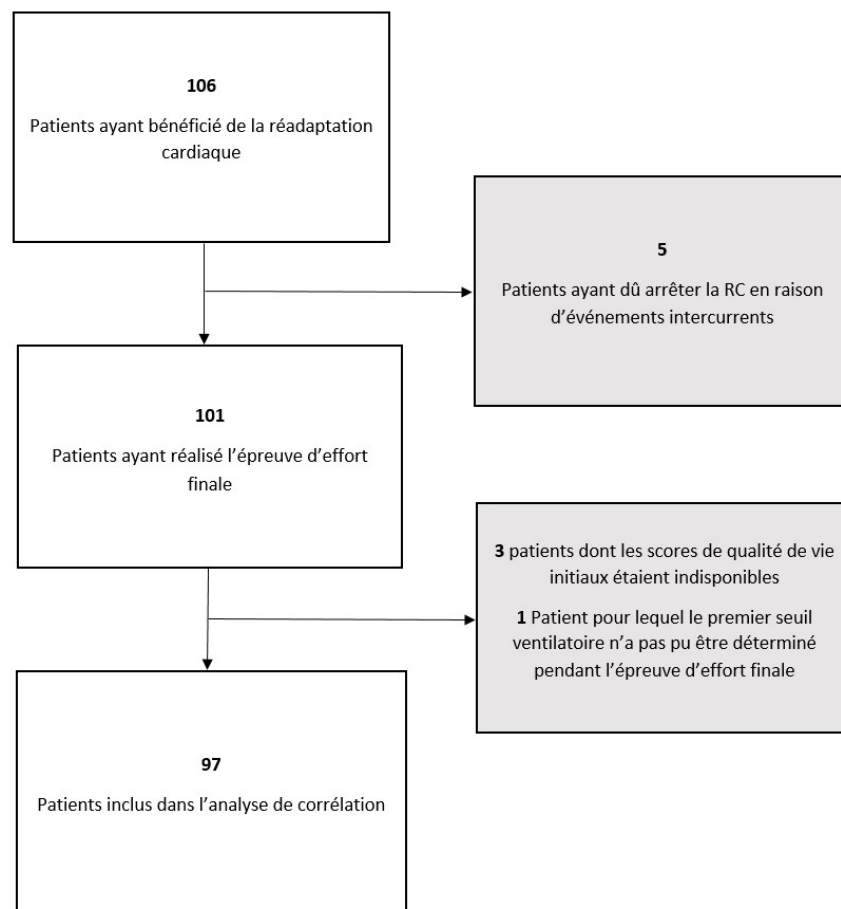 106
Patients ayant bénéficié de la réadaptation
cardiaque
5
Patients ayant dû arrêter la RC en raison
d’événements intercurrents
101
Patients ayant réalisé l’épreuve d’effort
finale
3 patients dont les scores de qualité de vie
initiaux étaient indisponibles
1 Patient pour lequel le premier seuil
ventilatoire n’a pas pu être déterminé
pendant l’épreuve d’effort finale
97
Patients inclus dans l’analyse de corrélation